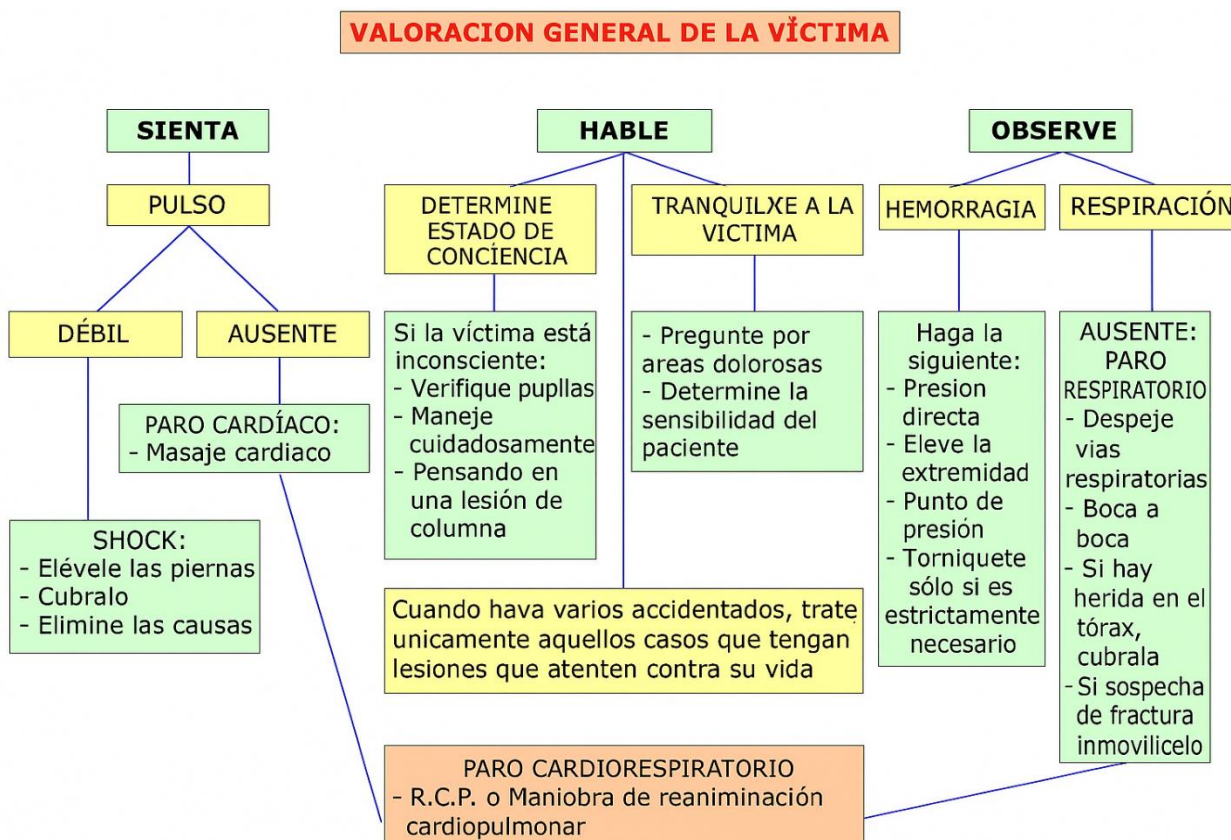 VALORACION GENERAL DE LA VÍCTIMA
SIENTA
PULSO
DÉBIL
AUSENTE
PARO CARDÍACO:
- Masaje cardiaco
SHOCK:
- Elévele las piernas
- Cubralo
- Elimine las causas
HABLE
DETERMINE
ESTADO DE
CONCÍENCIA
Si la víctima está
inconsciente:
- Verifique pupllas
- Maneje
cuidadosamente
- Pensando en
una lesión de
columna
TRANQUILXE A LA
VICTIMA
- Pregunte por
areas dolorosas
- Determine la
sensibilidad del
paciente
Cuando hava varios accidentados, trate
unicamente aquellos casos que tengan
lesiones que atenten contra su vida
OBSERVE
HEMORRAGIA
Haga la
siguiente:
- Presion
directa
- Eleve la
extremidad
- Punto de
presión
- Torniquete
sólo si es
estrictamente
necesario
RESPIRACIÓN
AUSENTE:
PARO
RESPIRATORIO
- Despeje
vias
respiratorias
- Boca a
boca
- Si hay
herida en el
tórax,
cubrala
- Si sospecha
de fractura
inmovilicelo
PARO CARDIORESPIRATORIO
- R.C.P. o Maniobra de reaniminación
cardiopulmonar